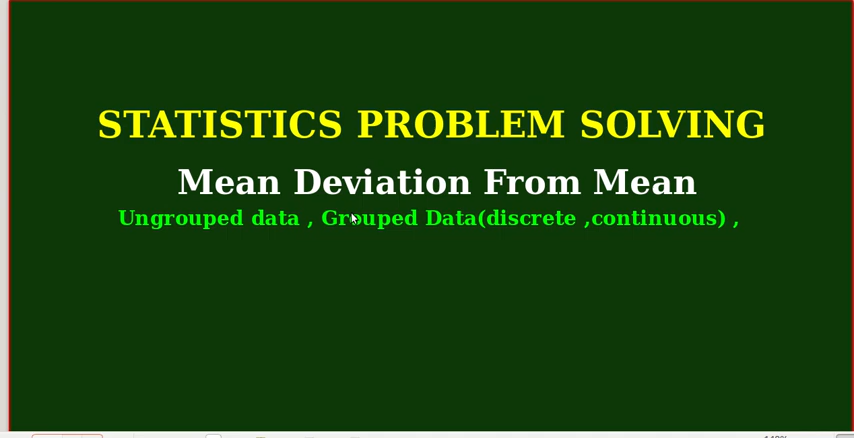 STATISTICS PROBLEM SOLVING
Mean Deviation From Mean
Ungrouped data , Grouped Data(discrete ,continuous) ,